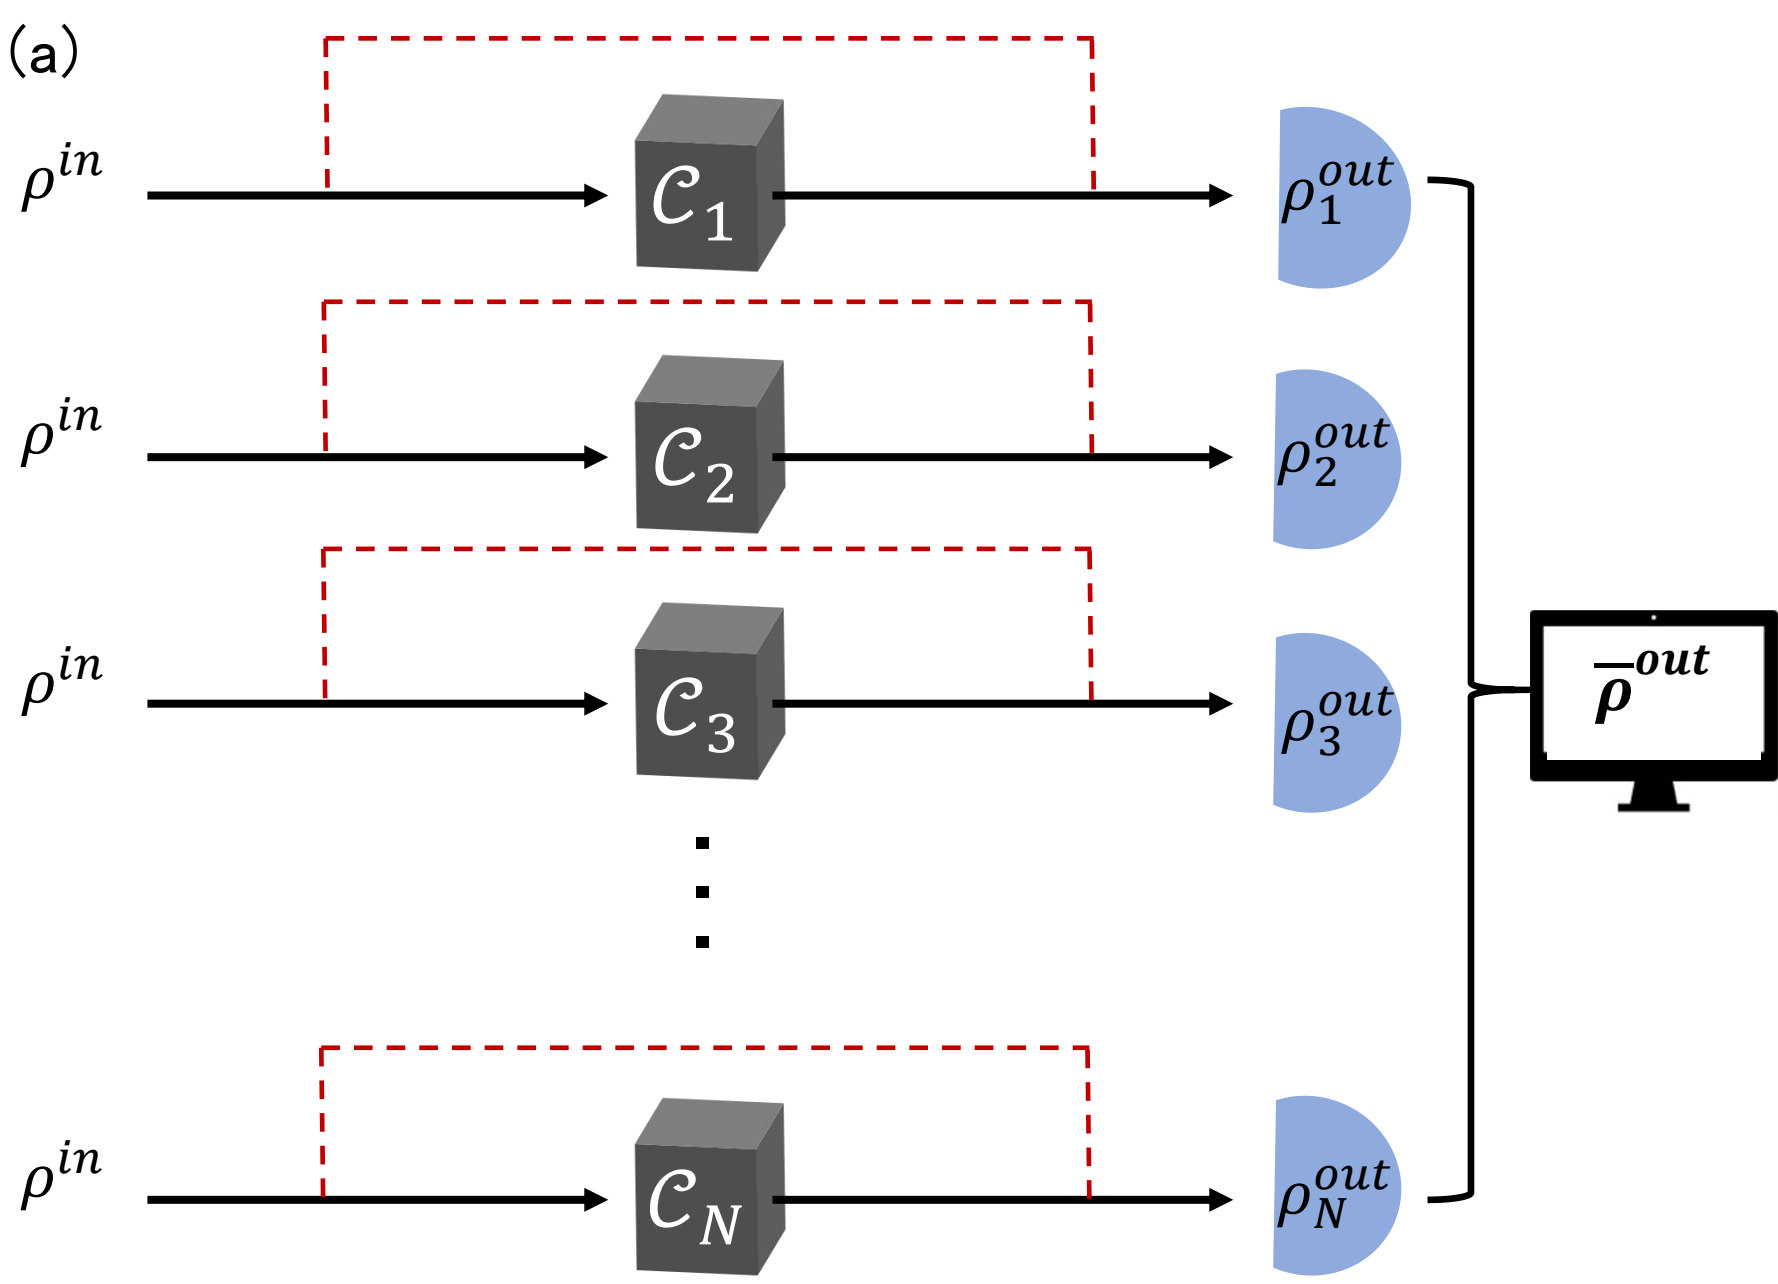 (a)
ρ^{in} 𝒞_1 ρ_1^{out}
ρ^{in} 𝒞_2 ρ_2^{out}
ρ^{in} 𝒞_3 ρ_3^{out}
ρ̅^{out}
ρ^{in} 𝒞_N ρ_N^{out}